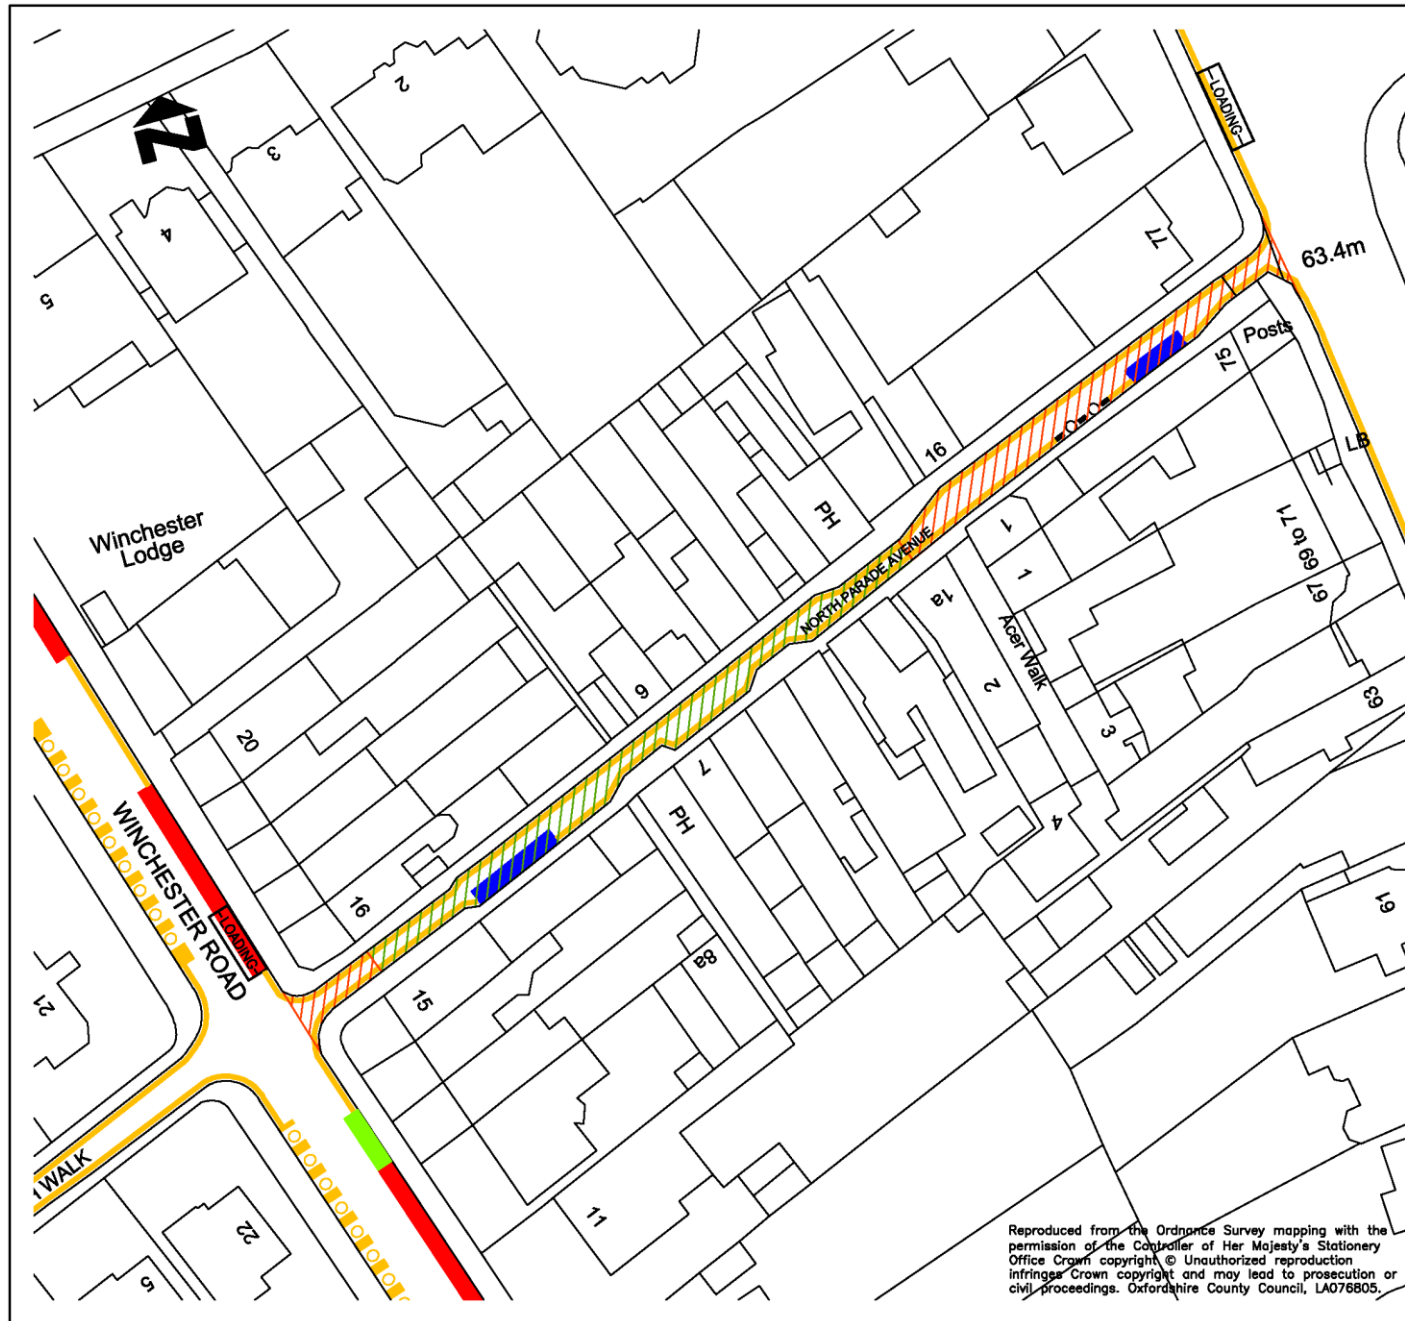 2
LOADING
N
3
4
77
63.4m
5
Posts
75
16
LB
PH
1
69 to 71
Winchester
Lodge
NORTH PARADE AVENUE
1
67
1a
Acer Walk
6
2
63
20
3
7
PH
4
WINCHESTER ROAD
16
61
LOADING
8a
21
15
WALK
11
22
5
Reproduced from the Ordnance Survey mapping with the
permission of the Controller of Her Majesty's Stationery
Office Crown copyright © Unauthorized reproduction
infringes Crown copyright and may lead to prosecution or
civil proceedings. Oxfordshire County Council, LA076805.